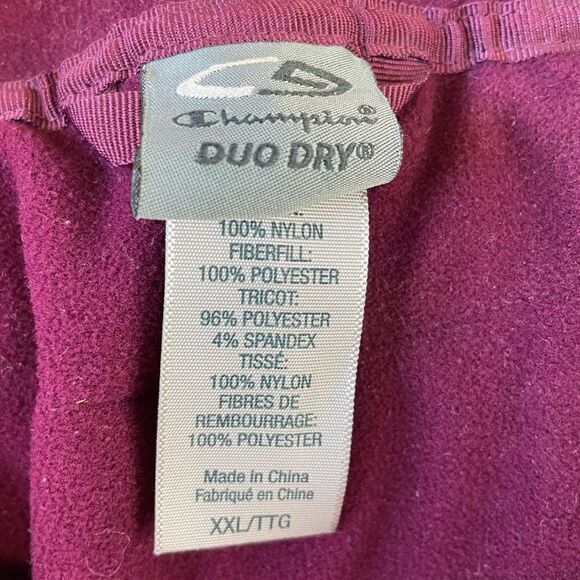 Champion®
DUO DRY®
100% NYLON
FIBERFILL:
100% POLYESTER
TRICOT:
96% POLYESTER
4% SPANDEX
TISSÉ:
100% NYLON
FIBRES DE
REMBOURRAGE:
100% POLYESTER
Made in China
Fabriqué en Chine
XXL/TTG